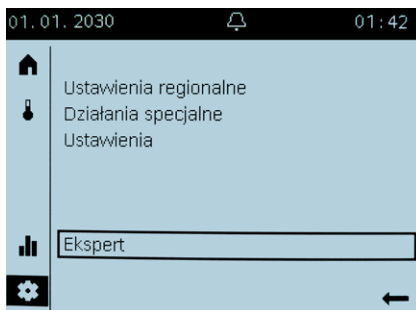 01.01.2030 01:42
Ustawienia regionalne
Działania specjalne
Ustawienia
Ekspert